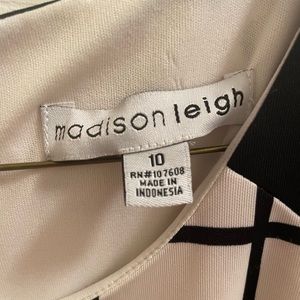 madison leigh
10
RN#107608
MADE IN
INDONESIA